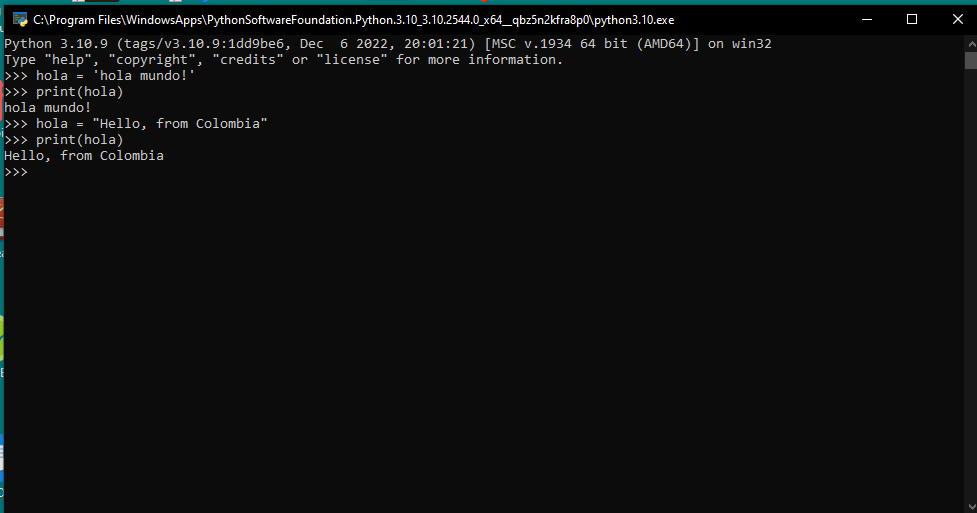 C:\Program Files\WindowsApps\PythonSoftwareFoundation.Python.3.10_3.10.2544.0_x64__qbz5n2kfra8p0\python3.10.exe
Python 3.10.9 (tags/v3.10.9:1dd9be6, Dec  6 2022, 20:01:21) [MSC v.1934 64 bit (AMD64)] on win32
Type "help", "copyright", "credits" or "license" for more information.
>>> hola = 'hola mundo!'
>>> print(hola)
hola mundo!
>>> hola = "Hello, from Colombia"
>>> print(hola)
Hello, from Colombia
>>>